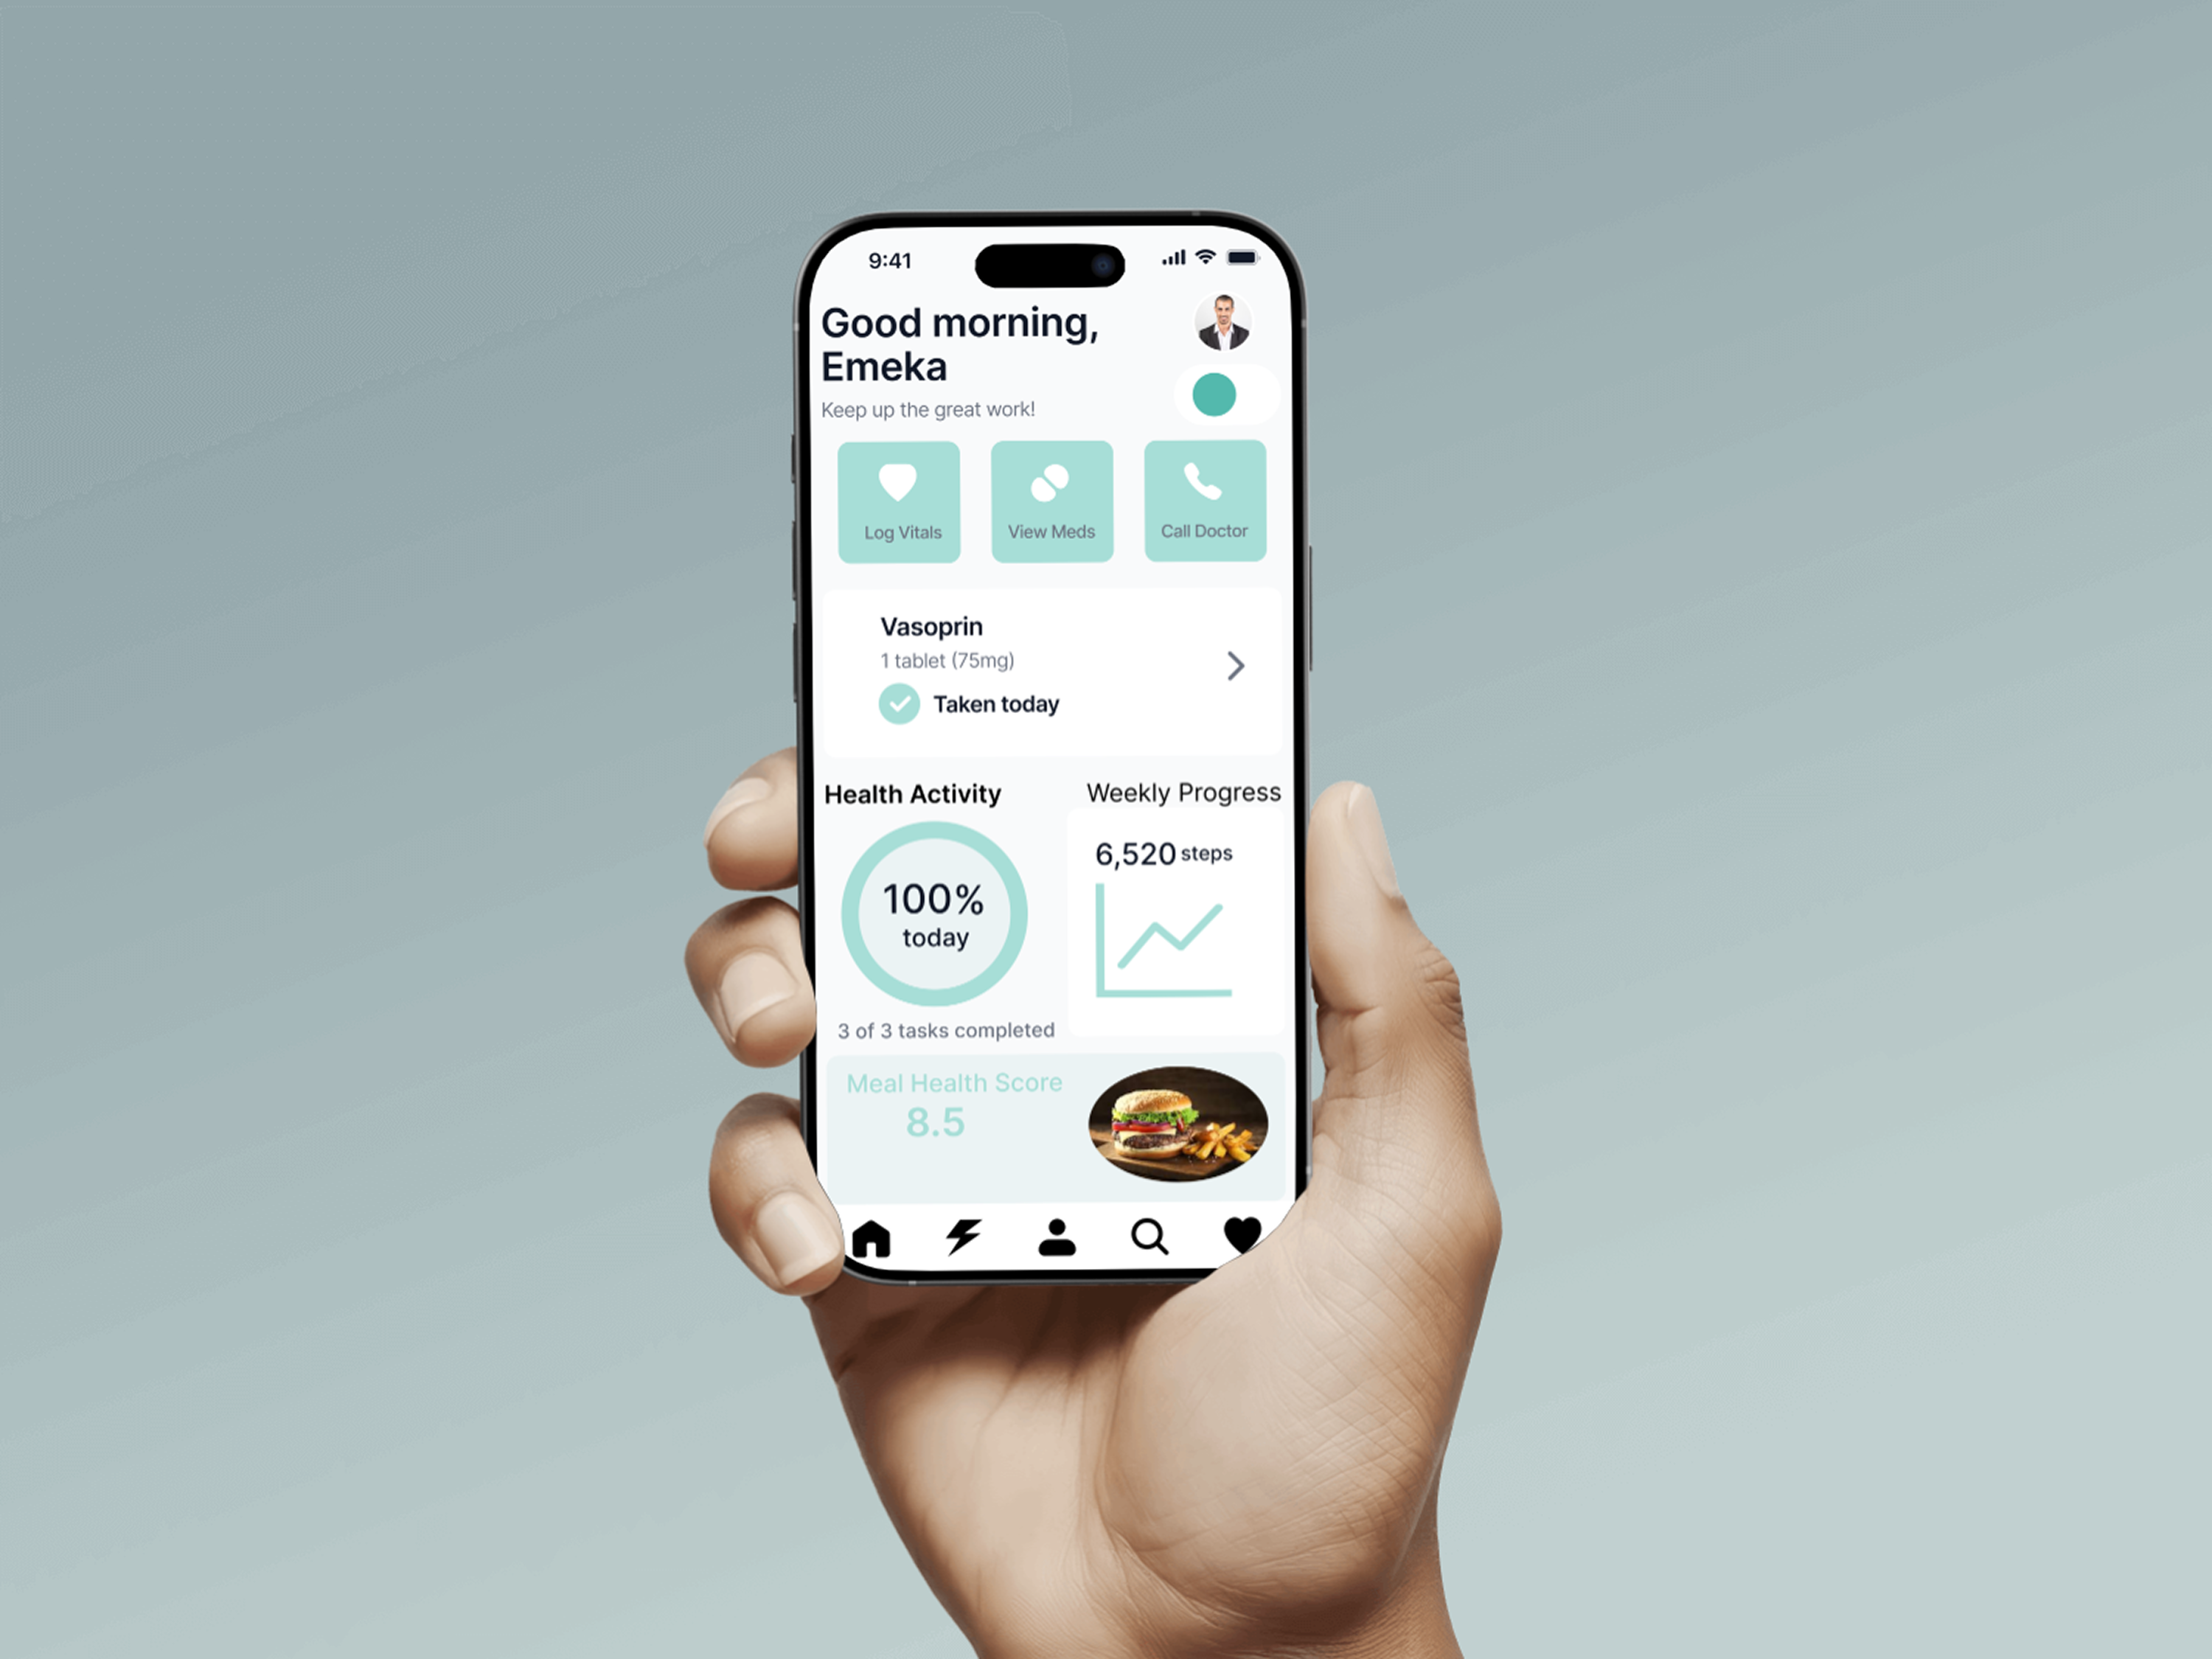 9:41
Good morning,
Emeka
Keep up the great work!
Log Vitals
View Meds
Call Doctor
Vasoprin
1 tablet (75mg)
Taken today
Health Activity
Weekly Progress
100%
today
6,520 steps
3 of 3 tasks completed
Meal Health Score
8.5